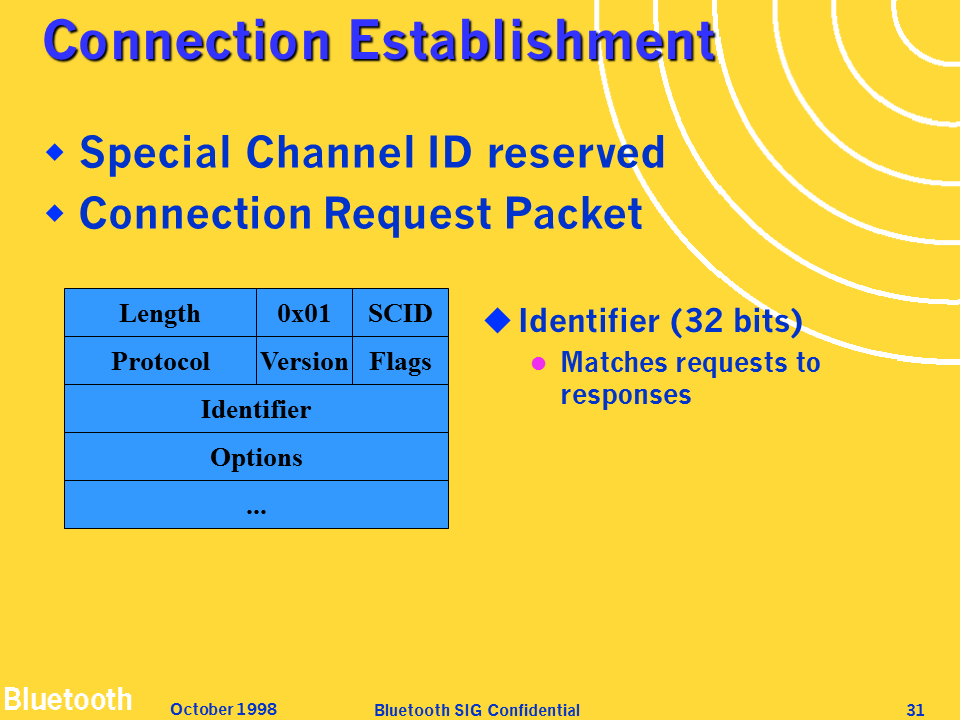 Connection Establishment
Special Channel ID reserved
Connection Request Packet
Length 0x01 SCID
Protocol Version Flags
Identifier
Options
...
Identifier (32 bits)
Matches requests to
responses
Bluetooth
October 1998
Bluetooth SIG Confidential
31